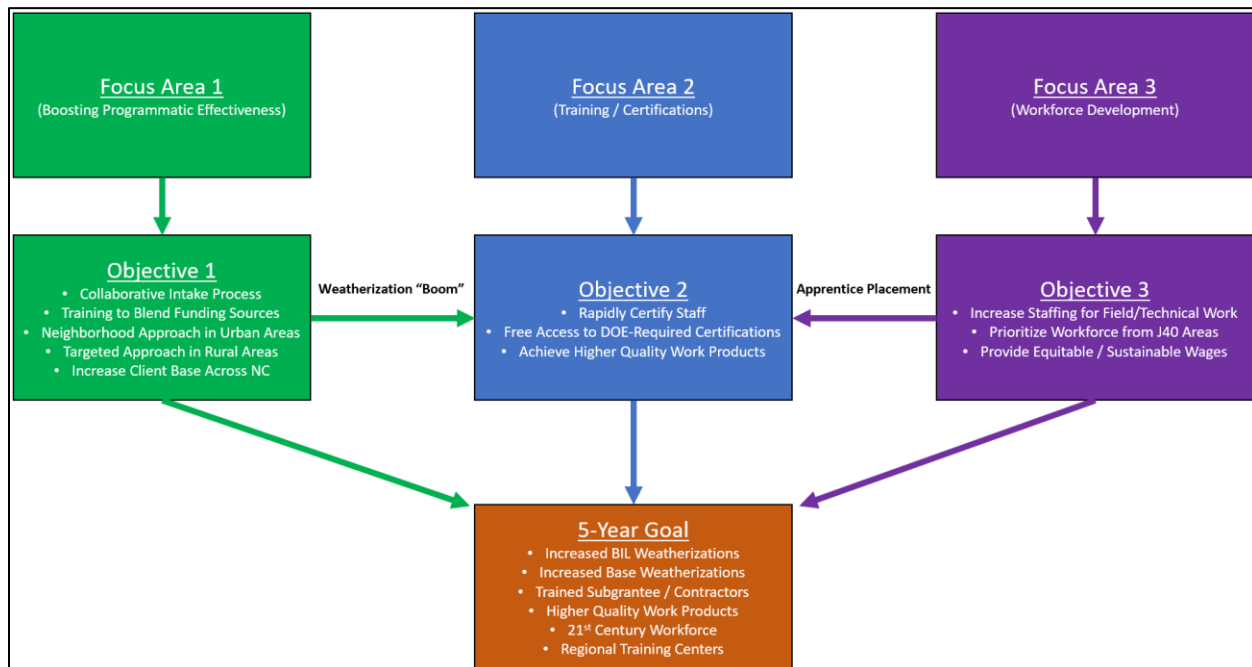 Focus Area 1
(Boosting Programmatic Effectiveness)
Focus Area 2
(Training / Certifications)
Focus Area 3
(Workforce Development)
Objective 1
• Collaborative Intake Process
• Training to Blend Funding Sources
• Neighborhood Approach in Urban Areas
• Targeted Approach in Rural Areas
• Increase Client Base Across NC
Weatherization “Boom”
Objective 2
• Rapidly Certify Staff
• Free Access to DOE-Required Certifications
• Achieve Higher Quality Work Products
Apprentice Placement
Objective 3
• Increase Staffing for Field/Technical Work
• Prioritize Workforce from J40 Areas
• Provide Equitable / Sustainable Wages
5-Year Goal
• Increased BIL Weatherizations
• Increased Base Weatherizations
• Trained Subgrantee / Contractors
• Higher Quality Work Products
• 21st Century Workforce
• Regional Training Centers